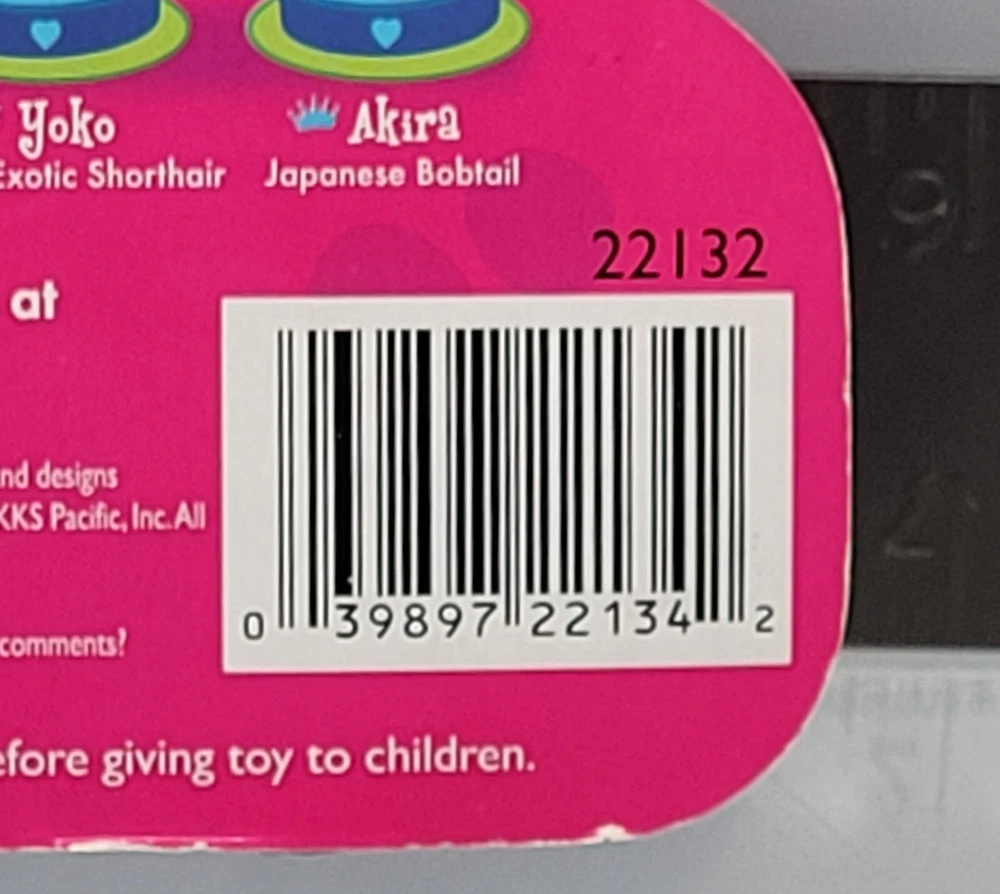 Yoko Akira
Exotic Shorthair Japanese Bobtail
22132
at
nd designs
KKS Pacific, Inc. All
comments?
0 39897 22134 2
efore giving toy to children.